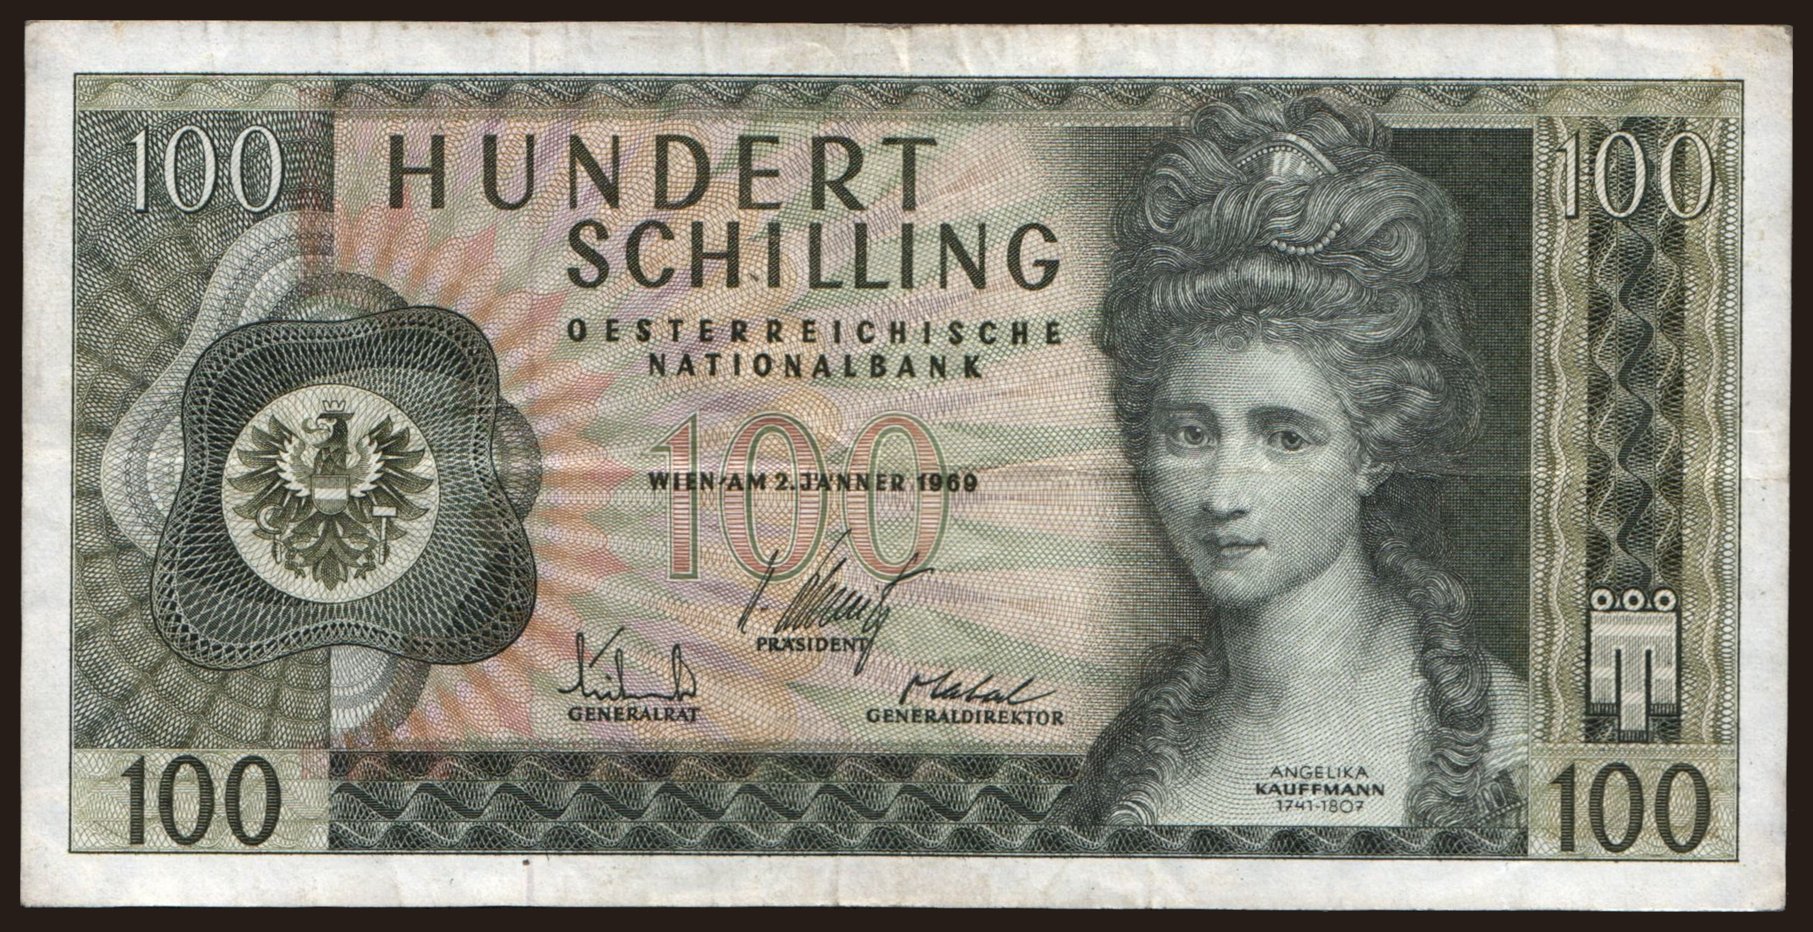 100
HUNDERT
100
SCHILLING
OESTERREICHISCHE
NATIONALBANK
100
WIEN AM 2. JÄNNER 1969
PRÄSIDENT
GENERALRAT
GENERALDIREKTOR
ANGELIKA
KAUFFMANN
1741-1807
100
100